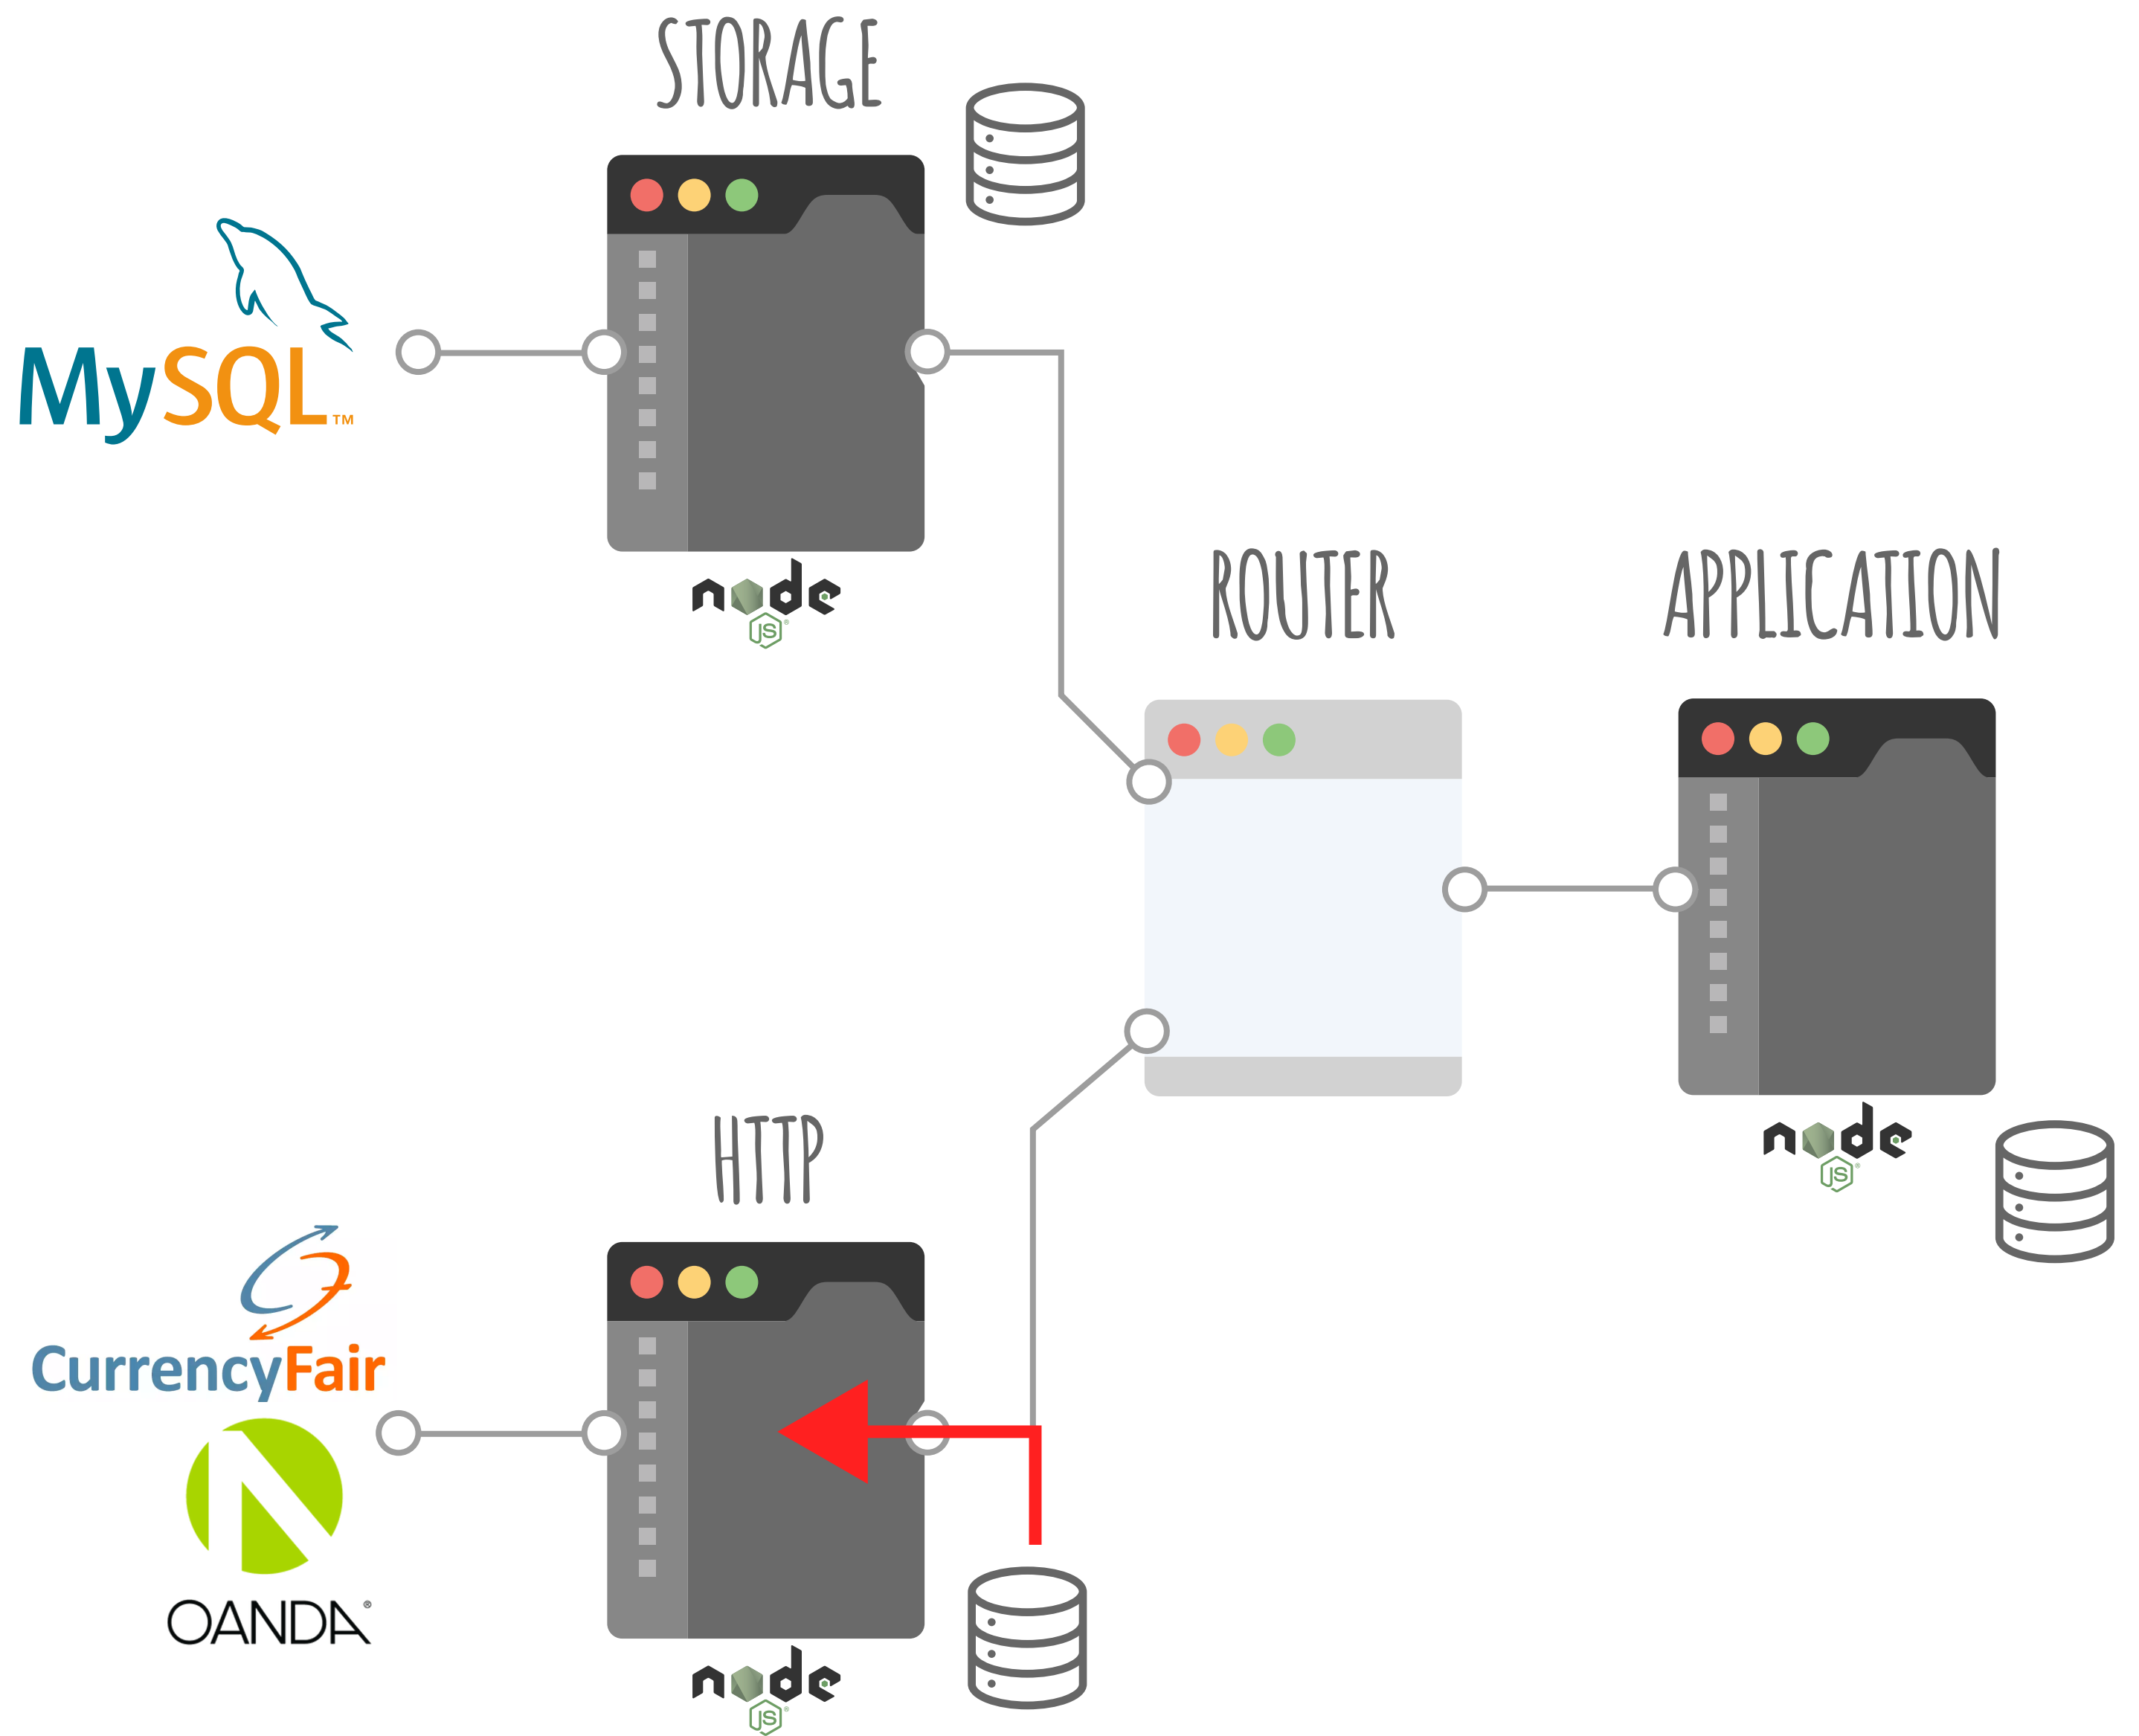 STORAGE
MySQL™
node
JS®
ROUTER
APPLICATION
node
JS®
HTTP
CurrencyFair
OANDA®
node
JS®